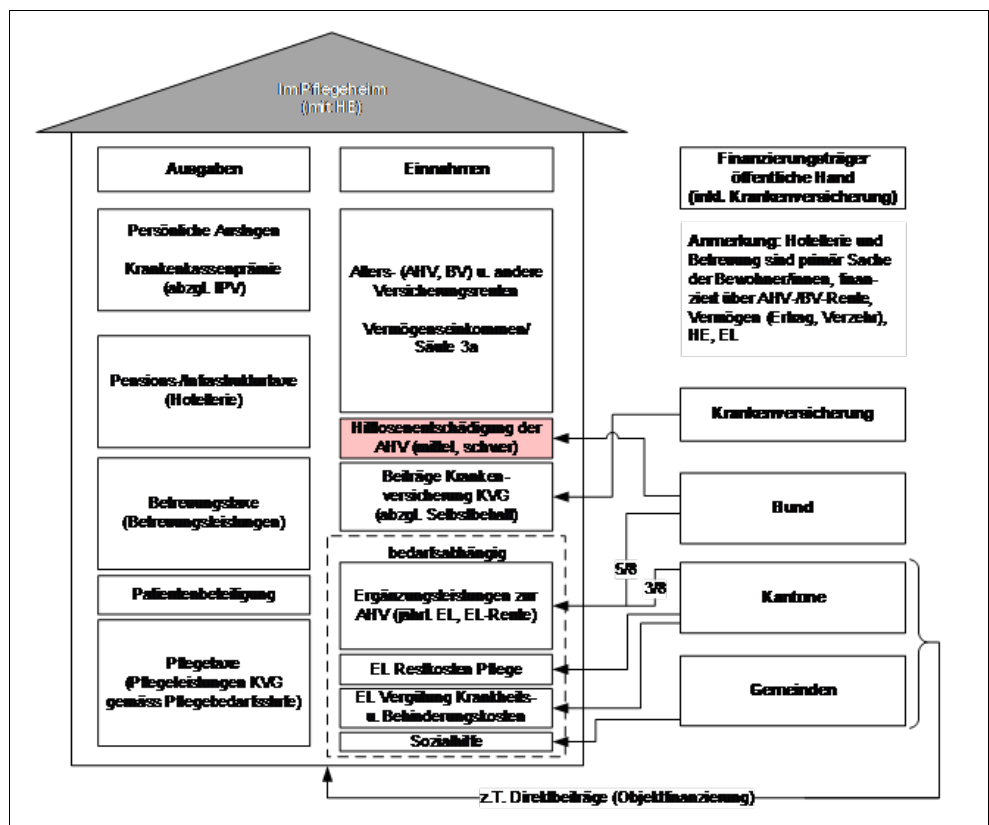 Im Pflegeheim
(mit HE)
Ausgaben
Einnahmen
Finanzierungsträger
öffentliche Hand
(inkl. Krankenversicherung)
Persönliche Auslagen
Krankenkassenprämie
(abzgl. IPV)
Alters- (AHV, BV) u. andere
Versicherungsrenten
Vermögenseinkommen/
Säule 3a
Anmerkung: Hotellerie und
Betreuung sind primär Sache
der Bewohner/innen, finan-
ziert über AHV-/BV-Rente,
Vermögen (Ertrag, Verzehr),
HE, EL
Pensions-/Infrastrukturtaxe
(Hotellerie)
Hilflosenentschädigung der
AHV (mittel, schwer)
Krankenversicherung
Betreuungstaxe
(Betreuungsleistungen)
Beiträge Kranken-
versicherung KVG
(abzgl. Selbstbehalt)
Bund
bedarfsabhängig
5/8
3/8
Patientenbeteiligung
Ergänzungsleistungen zur
AHV (jährl. EL, EL-Rente)
Kantone
Pflegetaxe
(Pflegeleistungen KVG
gemäss Pflegebedarfsstufe)
EL Restkosten Pflege
EL Vergütung Krankheits-
u. Behinderungskosten
Sozialhilfe
Gemeinden
z.T. Direktbeiträge (Objektfinanzierung)